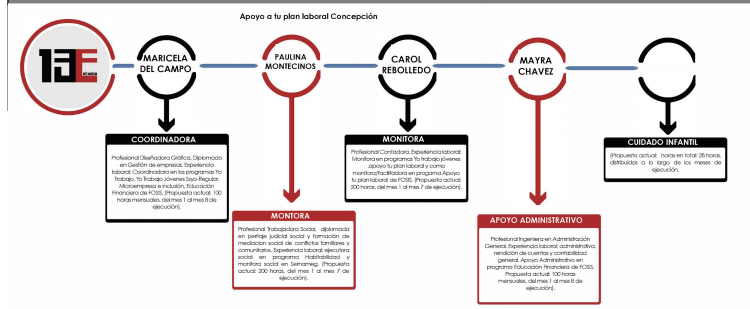 Apoyo a tu plan laboral Concepción
13E
MARICELA
DEL CAMPO
PAULINA
MONTECINOS
CAROL
REBOLLEDO
MAYRA
CHAVEZ
COORDINADORA
Profesional Diseñadora Gráfica, Diplomado
en Gestión de empresas. Experiencia
laboral: Coordinadora en los programas Yo
Trabajo, Yo Trabajo Jóvenes Sayo-Regular,
Microempresa e Inclusión, Educación
Financiera de FOSIS. (Propuesta actual: 100
horas mensuales, del mes 1 al mes 8 de
ejecución).
MONTORA
Profesional Trabajadora Social, diplomada
en peritaje judicial social y formación de
mediacion social de conflictos familiares y
comunitarios. Experiencia laboral: ejecutora
social en programa Habitabilidad y
monitora social en Sernameg. (Propuesta
actual: 200 horas, del mes 1 al mes 7 de
ejecución).
MONITORA
Profesional Contadora. Experiencia laboral:
Monitora en programas Yo trabajo jóvenes
,apoyo tu plan laboral y como
monitora/facilitadora en programa Apoyo
tu plan laboral de FOSIS. (Propuesta actual:
200 horas, del mes 1 al mes 7 de ejecución).
APOYO ADMINISTRATIVO
Profesional Ingeniera en Administración
General. Experiencia laboral: administrativa,
rendición de cuentas y contabilidad
general. Apoyo Administrativo en
programa Educación Financiera de FOSIS.
Propuesta actual: 100 horas
mensuales, del mes 1 al mes 8 de
ejecución).
CUIDADO INFANTIL
(Propuesta actual: horas en total: 28 horas,
distribuidas a lo largo de los meses de
ejecución.